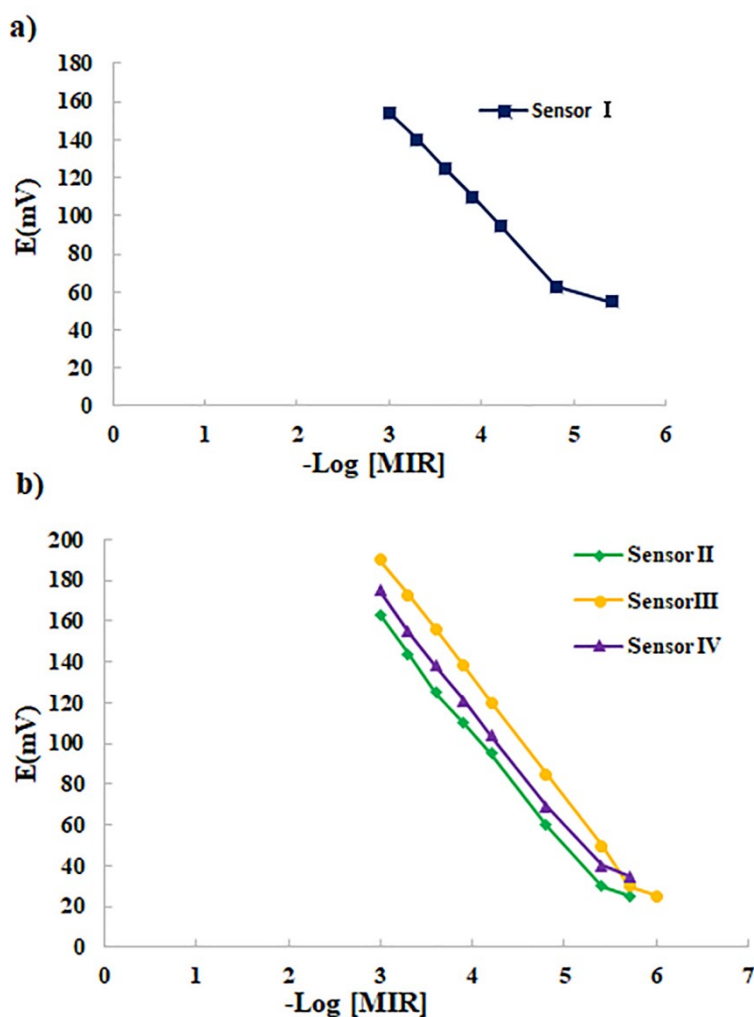 a)
180
160
140
120
100
80
60
40
20
0
E(mV)
Sensor I
0 1 2 3 4 5 6
-Log [MIR]
b)
200
180
160
140
120
100
80
60
40
20
0
E(mV)
Sensor II
SensorIII
Sensor IV
0 1 2 3 4 5 6 7
-Log [MIR]